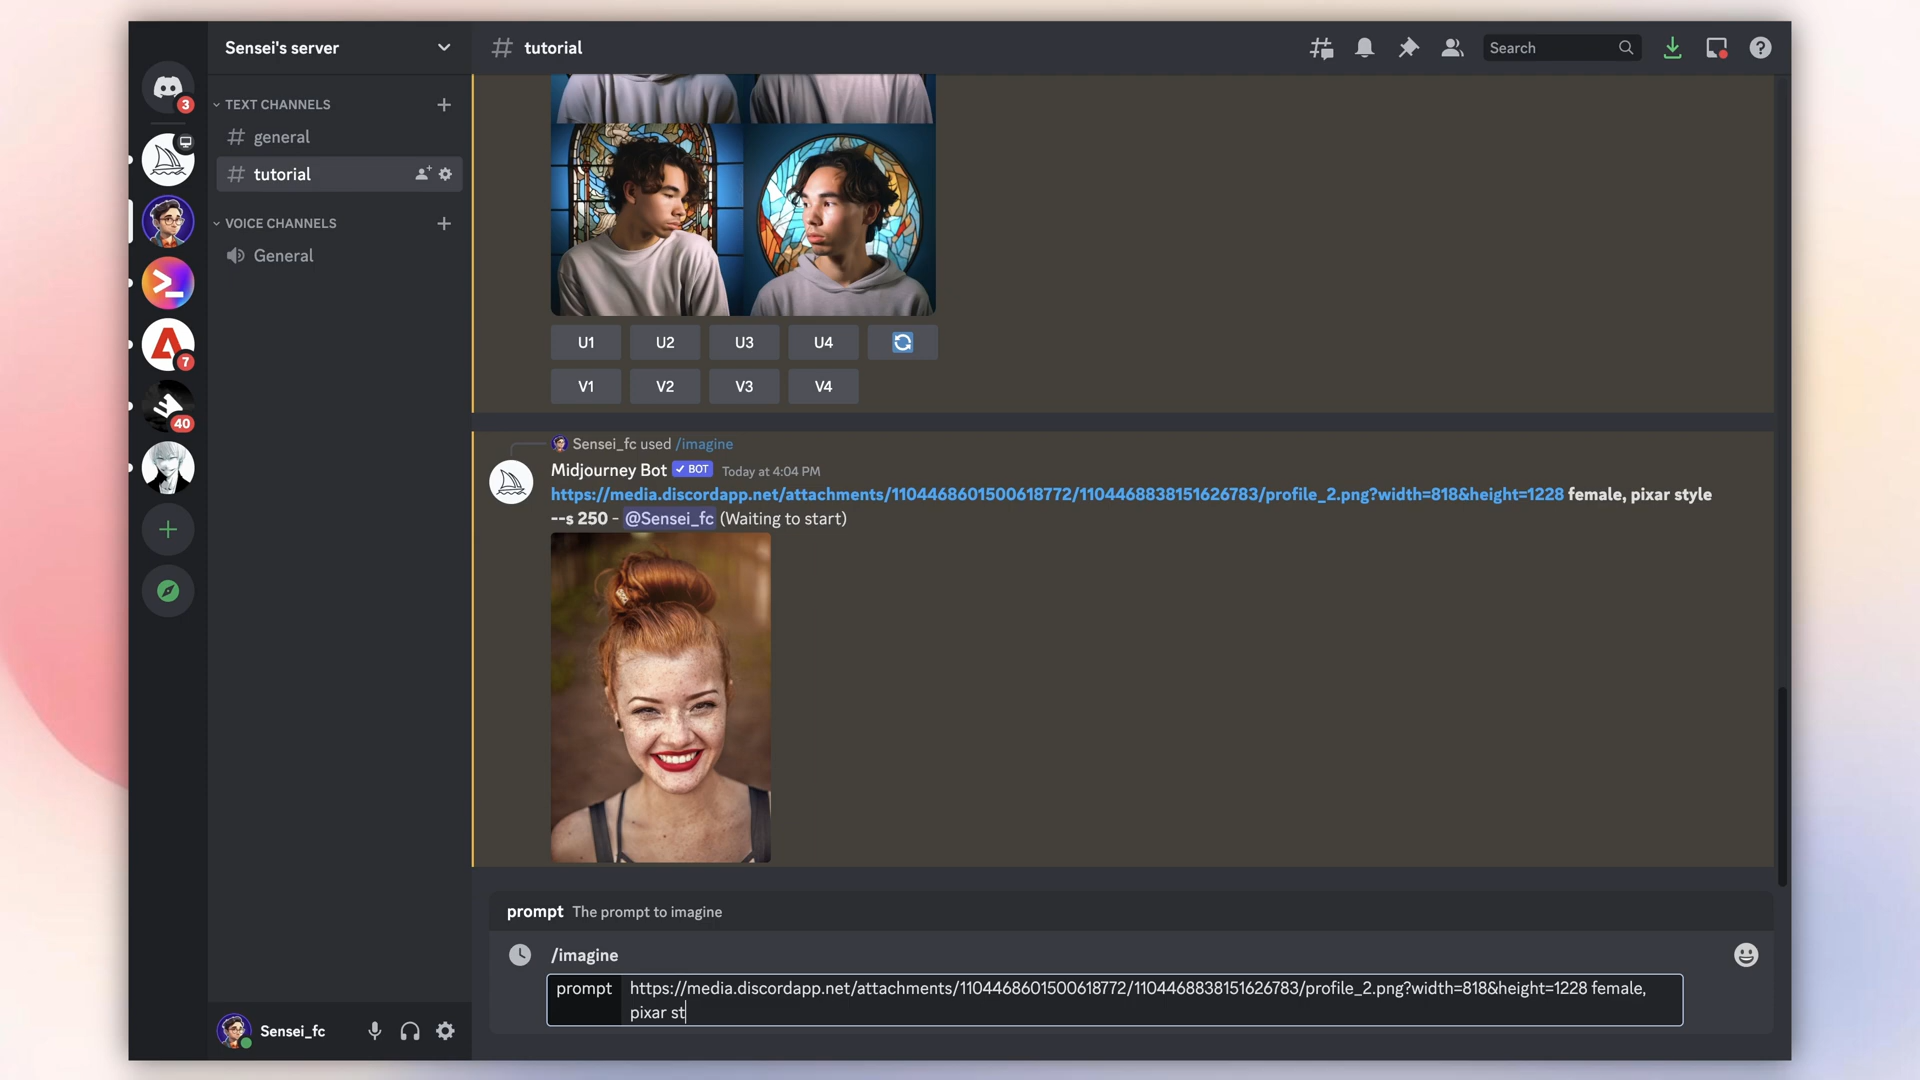 Sensei's server
tutorial
Search
3
TEXT CHANNELS
general
tutorial
VOICE CHANNELS
General
7
40
U1 U2 U3 U4
V1 V2 V3 V4
Sensei_fc used /imagine
Midjourney Bot ✓ BOT Today at 4:04 PM
https://media.discordapp.net/attachments/1104468601500618772/1104468838151626783/profile_2.png?width=818&height=1228 female, pixar style
--s 250 - @Sensei_fc (Waiting to start)
prompt The prompt to imagine
/imagine
prompt https://media.discordapp.net/attachments/1104468601500618772/1104468838151626783/profile_2.png?width=818&height=1228 female,
pixar st
Sensei_fc